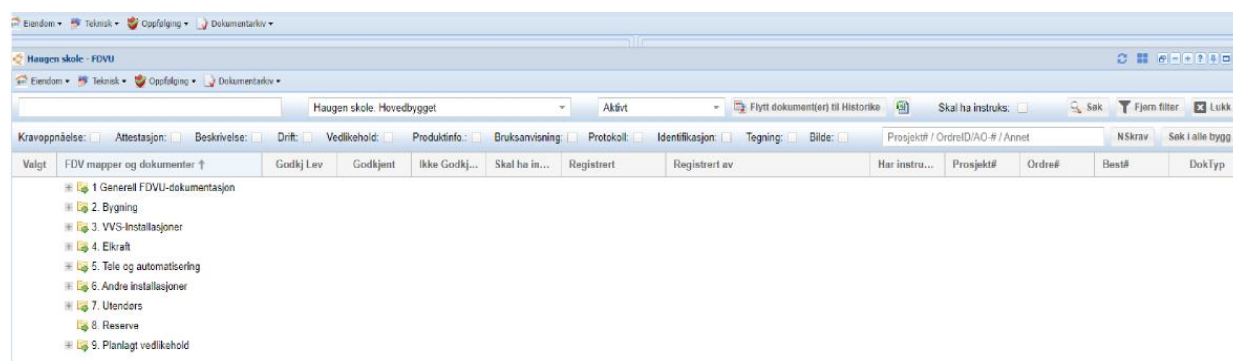 Eiendom Teknisk Oppfølging Dokumentarkiv
Haugen skole - FDVU
Eiendom Teknisk Oppfølging Dokumentarkiv
Haugen skole. Hovedbygget Aktivt Flytt dokument(er) til Historike Skal ha instruks: Søk Fjern filter Lukk
Kravoppnåelse: Attestasjon: Beskrivelse: Drift: Vedlikehold: Produktinfo.: Bruksanvisning: Protokoll: Identifikasjon: Tegning: Bilde: Prosjekt# / OrdreID/AO-# / Annet NSkrav Søk i alle bygg
Valgt FDV mapper og dokumenter ↑ Godkj Lev Godkjent Ikke Godkj... Skal ha in... Registrert Registrert av Har instru... Prosjekt# Ordre# Best# DokTyp
1 Generell FDVU-dokumentasjon
2. Bygning
3. VVS-Installasjoner
4. Elkraft
5. Tele og automatisering
6. Andre installasjoner
7. Utendørs
8. Reserve
9. Planlagt vedlikehold